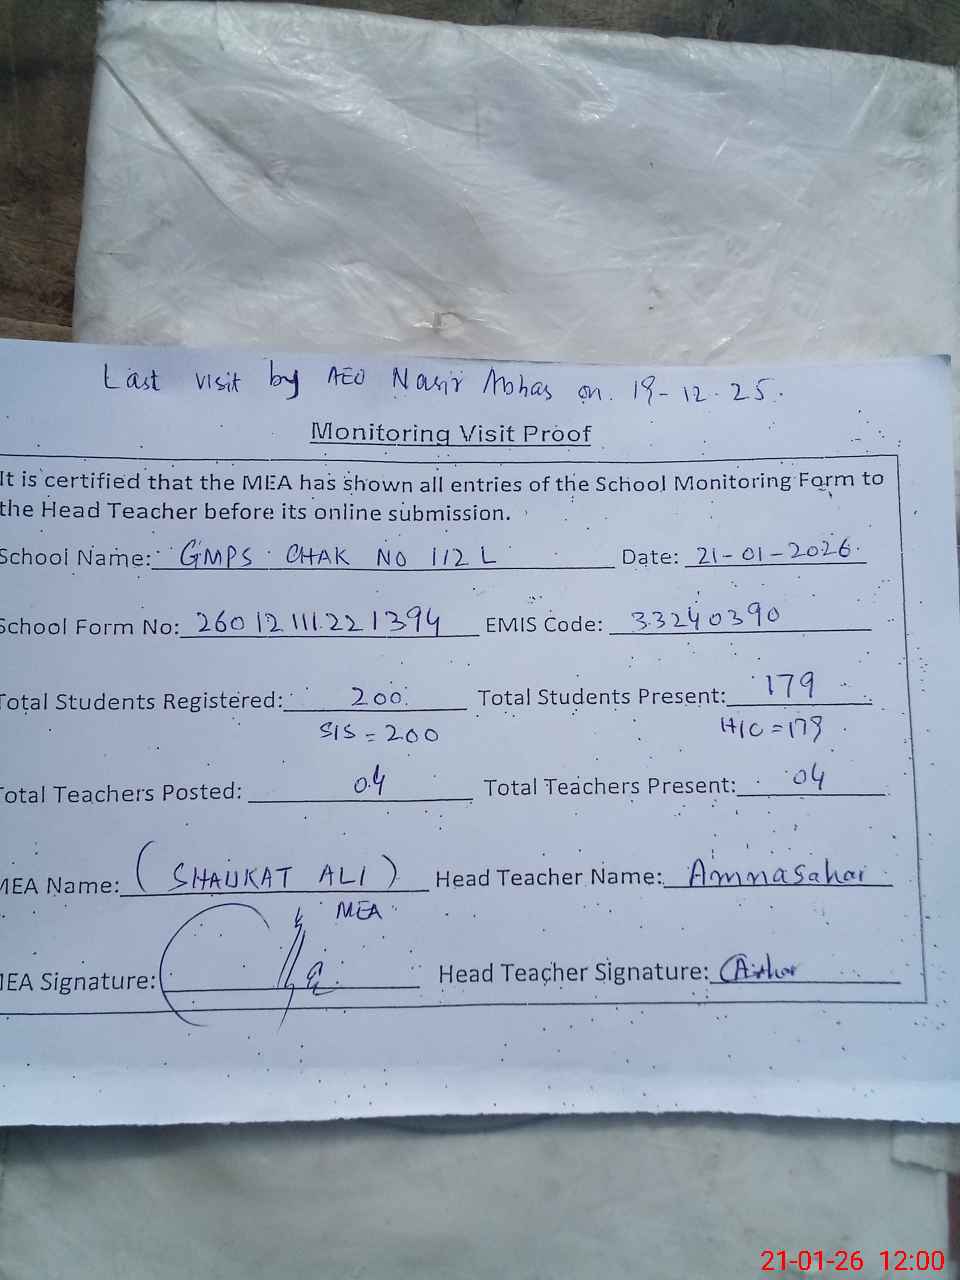 Last visit by AEO Nasir Abbas on. 19-12-25.
Monitoring Visit Proof
It is certified that the MEA has shown all entries of the School Monitoring Form to
the Head Teacher before its online submission.
School Name: GMPS CHAK NO 112 L Date: 21-01-2026
School Form No: 26012111221394 EMIS Code: 33240390
Total Students Registered: 200 Total Students Present: 179
SIS = 200 H/C = 179
Total Teachers Posted: 04 Total Teachers Present: 04
MEA Name: (SHAUKAT ALI) Head Teacher Name: Amna Sahar
MEA
MEA Signature: Head Teacher Signature:
21-01-26 12:00